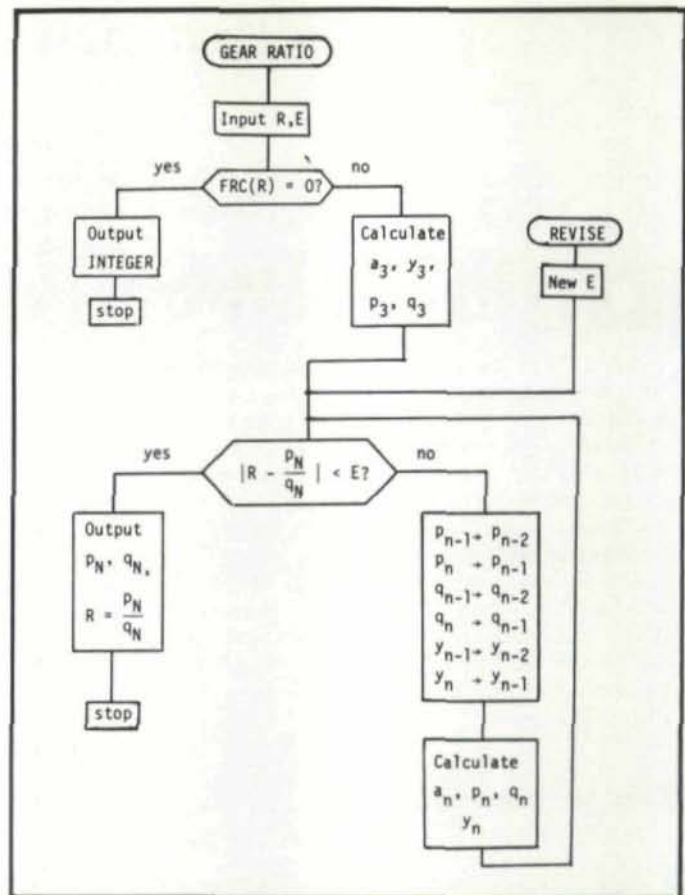 GEAR RATIO
Input R,E
yes
FRC(R) = 0?
no
Output
INTEGER
stop
Calculate
a₃, y₃,
p₃, q₃
REVISE
New E
yes
|R - pN/qN| < E?
no
Output
pN, qN,
R = pN/qN
stop
pn-1→ pn-2
pn → pn-1
qn-1→ qn-2
qn → qn-1
yn-1→ yn-2
yn → yn-1
Calculate
an, pn, qn
yn